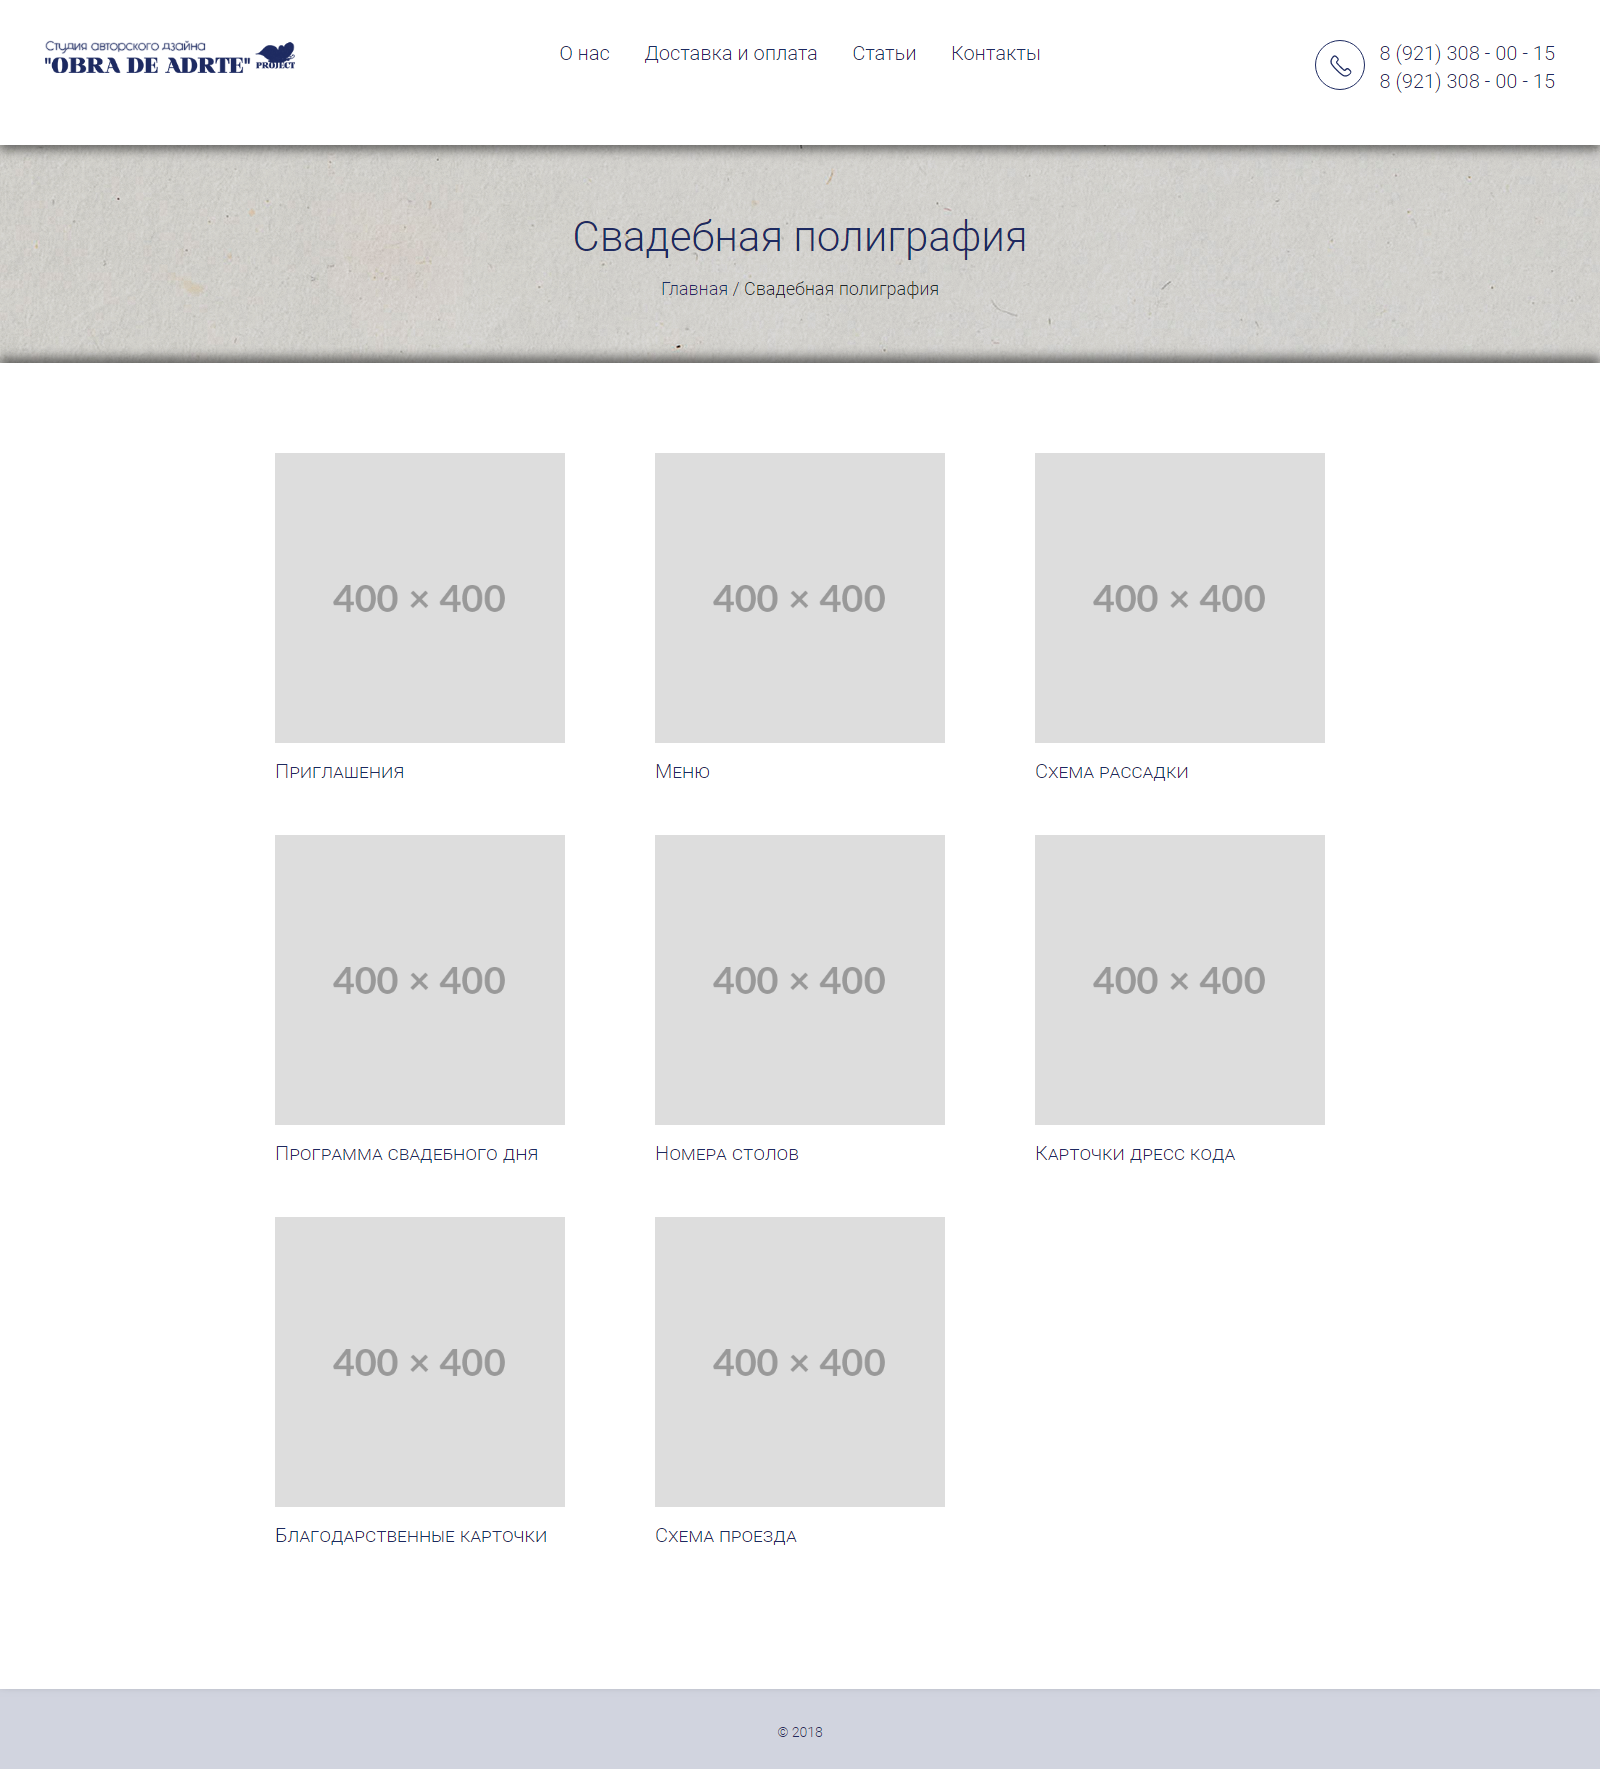 Студия авторского дзайна
"OBRA DE ADRTE" PROJECT
О нас Доставка и оплата Статьи Контакты
8 (921) 308 - 00 - 15
8 (921) 308 - 00 - 15
Свадебная полиграфия
Главная / Свадебная полиграфия
400 × 400 400 × 400 400 × 400
Приглашения Меню Схема рассадки
400 × 400 400 × 400 400 × 400
Программа свадебного дня Номера столов Карточки дресс кода
400 × 400 400 × 400
Благодарственные карточки Схема проезда
© 2018